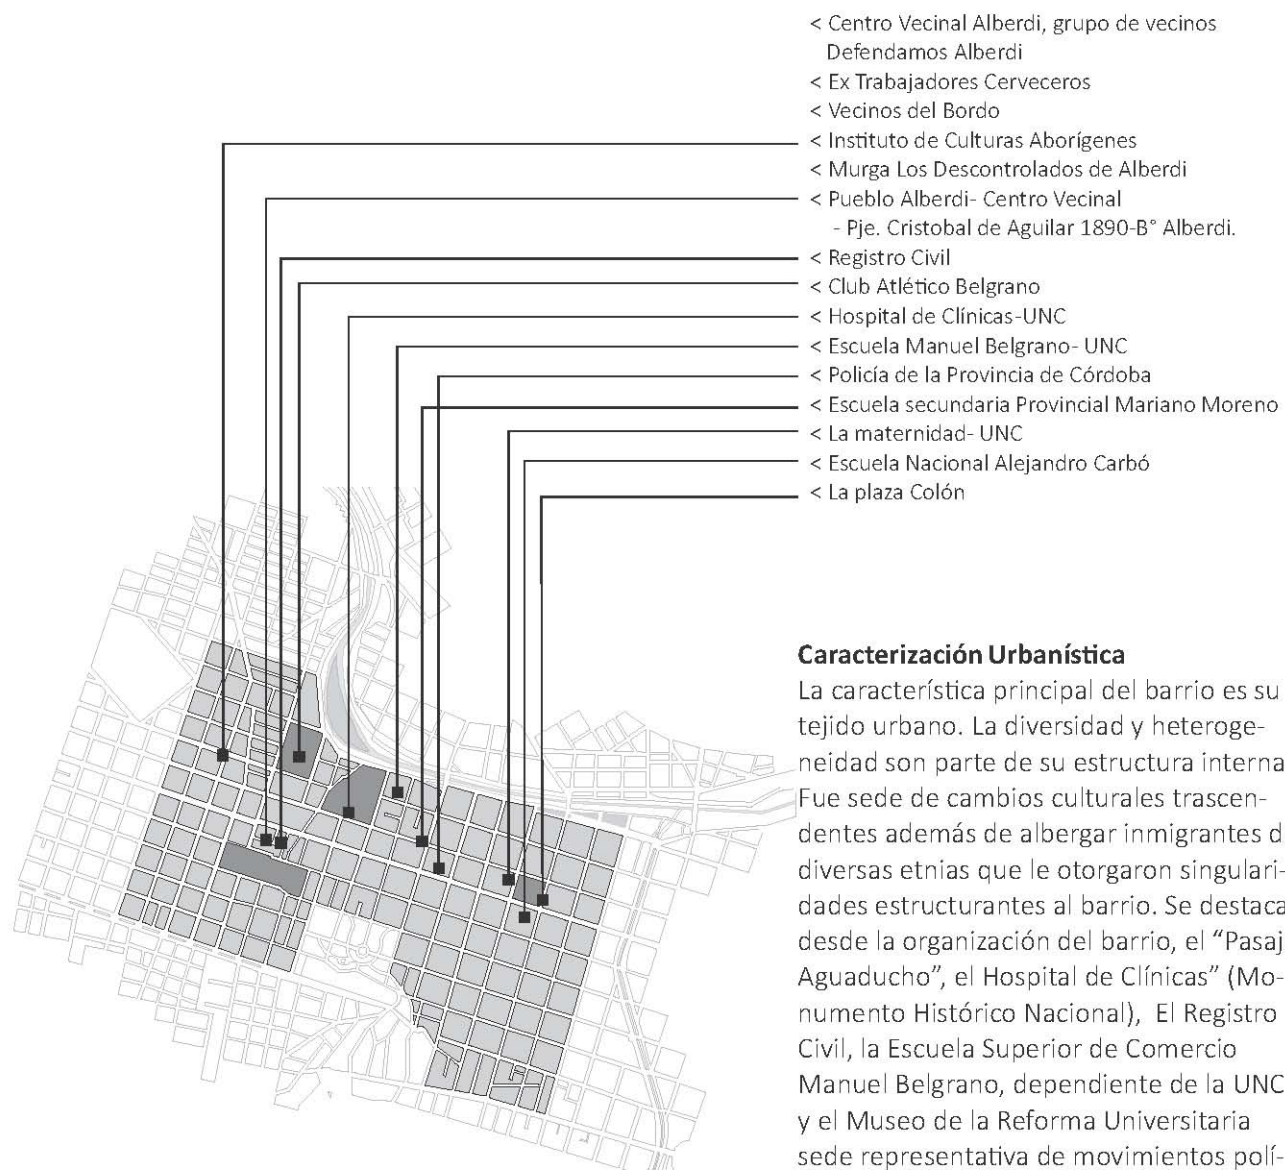 < Centro Vecinal Alberdi, grupo de vecinos
Defendamos Alberdi
< Ex Trabajadores Cerveceros
< Vecinos del Bordo
< Instituto de Culturas Aborígenes
< Murga Los Descontrolados de Alberdi
< Pueblo Alberdi- Centro Vecinal
- Pje. Cristobal de Aguilar 1890-B° Alberdi.
< Registro Civil
< Club Atlético Belgrano
< Hospital de Clínicas-UNC
< Escuela Manuel Belgrano- UNC
< Policía de la Provincia de Córdoba
< Escuela secundaria Provincial Mariano Moreno
< La maternidad- UNC
< Escuela Nacional Alejandro Carbó
< La plaza Colón
Caracterización Urbanística
La característica principal del barrio es su
tejido urbano. La diversidad y heteroge-
neidad son parte de su estructura interna
Fue sede de cambios culturales trascen-
dentes además de albergar inmigrantes d
diversas etnias que le otorgaron singulari-
dades estructurantes al barrio. Se destaca
desde la organización del barrio, el “Pasaj
Aguaducho”, el Hospital de Clínicas” (Mo-
numento Histórico Nacional), El Registro
Civil, la Escuela Superior de Comercio
Manuel Belgrano, dependiente de la UNC
y el Museo de la Reforma Universitaria
sede representativa de movimientos polí-